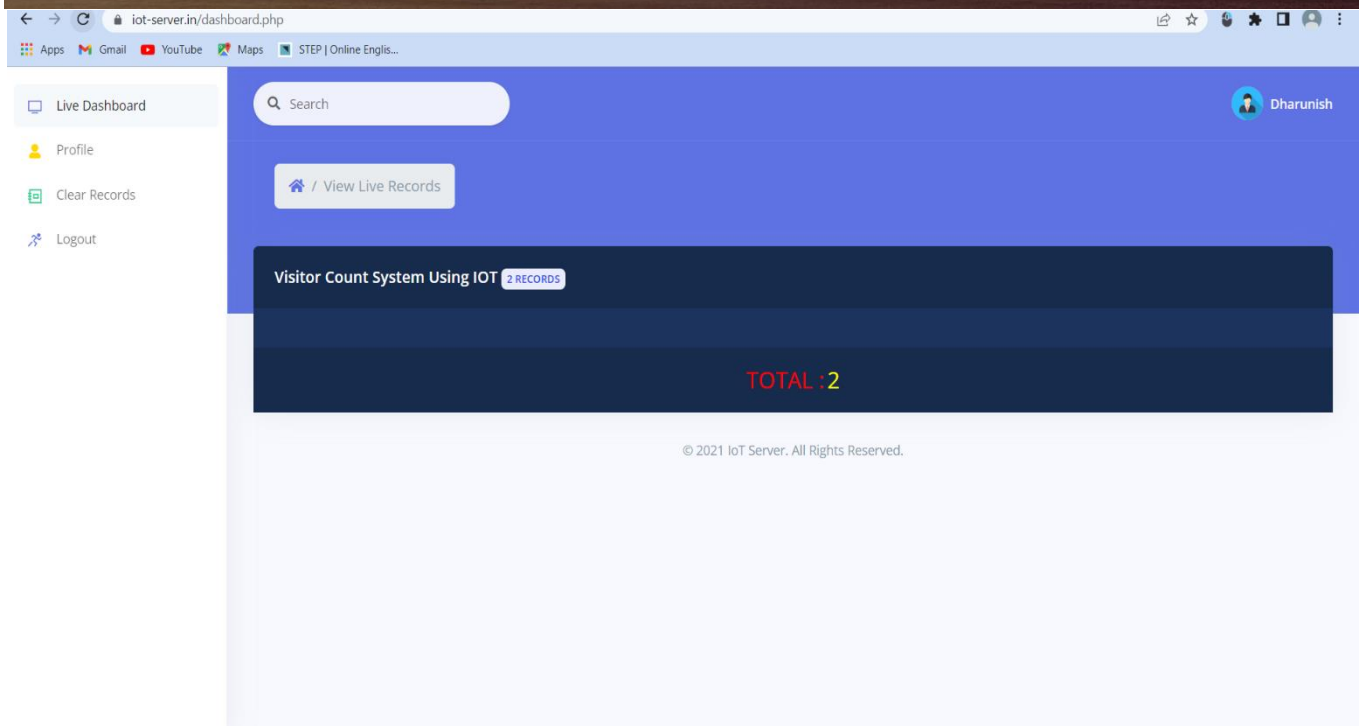 iot-server.in/dashboard.php
Apps Gmail YouTube Maps STEP | Online Englis...
Live Dashboard
Profile
Clear Records
Logout
Search
Dharunish
/ View Live Records
Visitor Count System Using IOT 2 RECORDS
TOTAL :2
© 2021 IoT Server. All Rights Reserved.